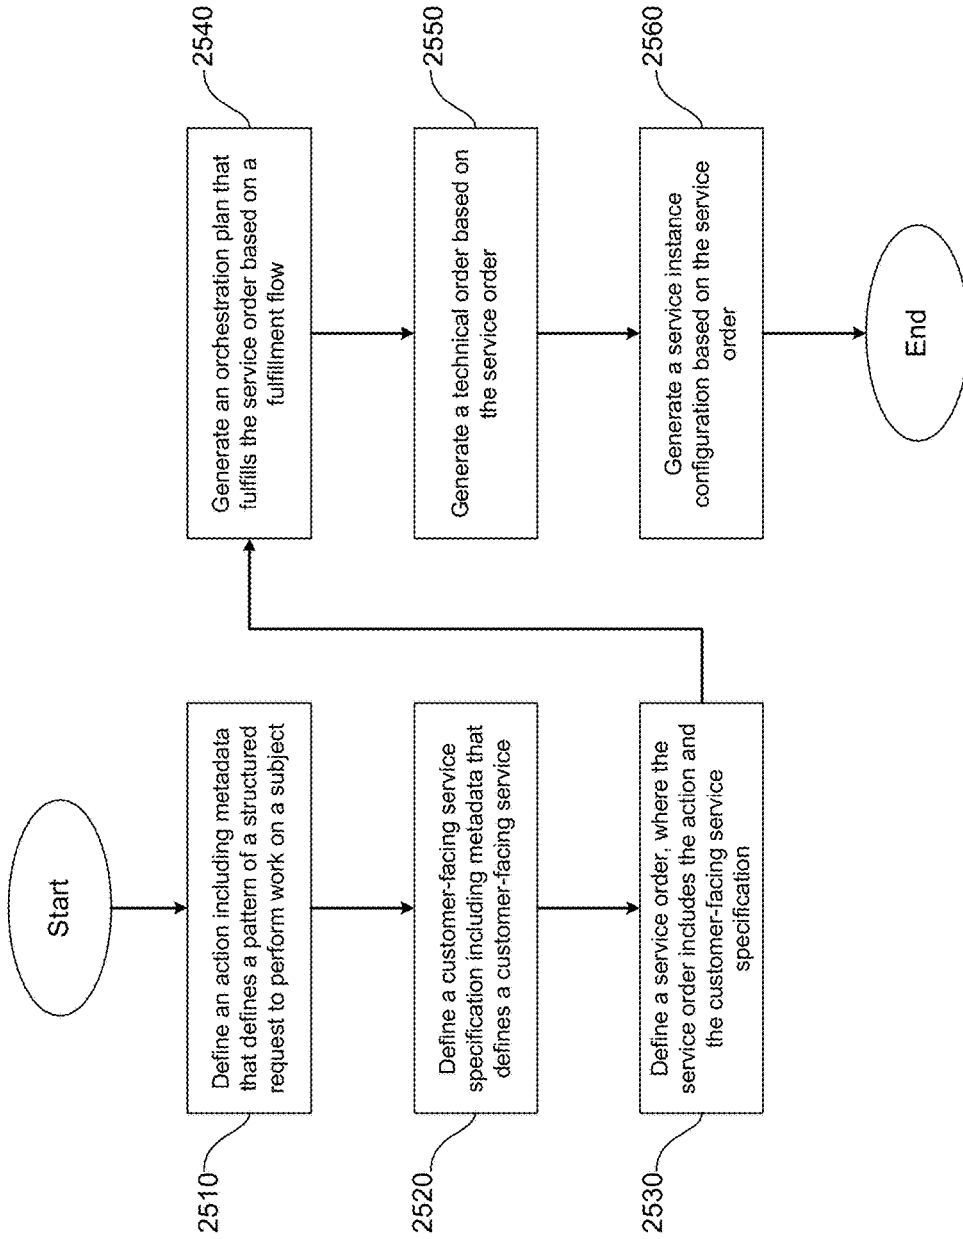 Start
2510
Define an action including metadata
that defines a pattern of a structured
request to perform work on a subject
2520
Define a customer-facing service
specification including metadata that
defines a customer-facing service
2530
Define a service order, where the
service order includes the action and
the customer-facing service
specification
2540
Generate an orchestration plan that
fulfills the service order based on a
fulfillment flow
2550
Generate a technical order based on
the service order
2560
Generate a service instance
configuration based on the service
order
End